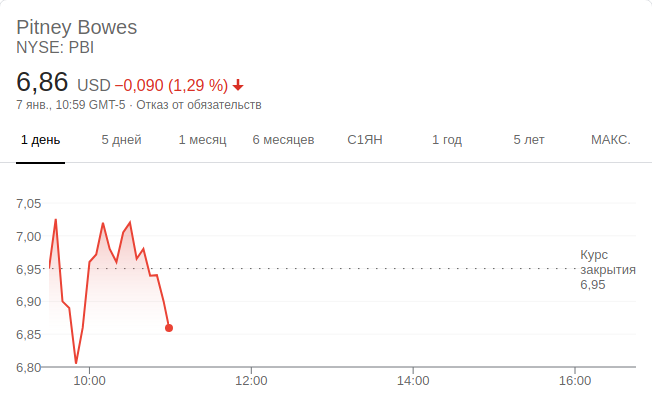 Pitney Bowes
NYSE: PBI
6,86 USD −0,090 (1,29 %)
7 янв., 10:59 GMT-5 · Отказ от обязательств
1 день 5 дней 1 месяц 6 месяцев С1ЯН 1 год 5 лет МАКС.
7,05
7,00
6,95
6,90
6,85
6,80
Курс
закрытия
6,95
10:00 12:00 14:00 16:00